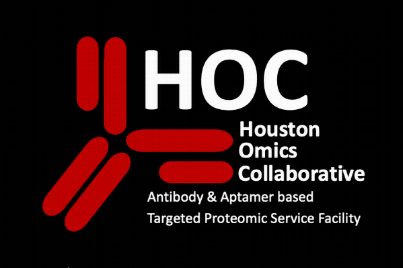 HOC
Houston
Omics
Collaborative
Antibody & Aptamer based
Targeted Proteomic Service Facility